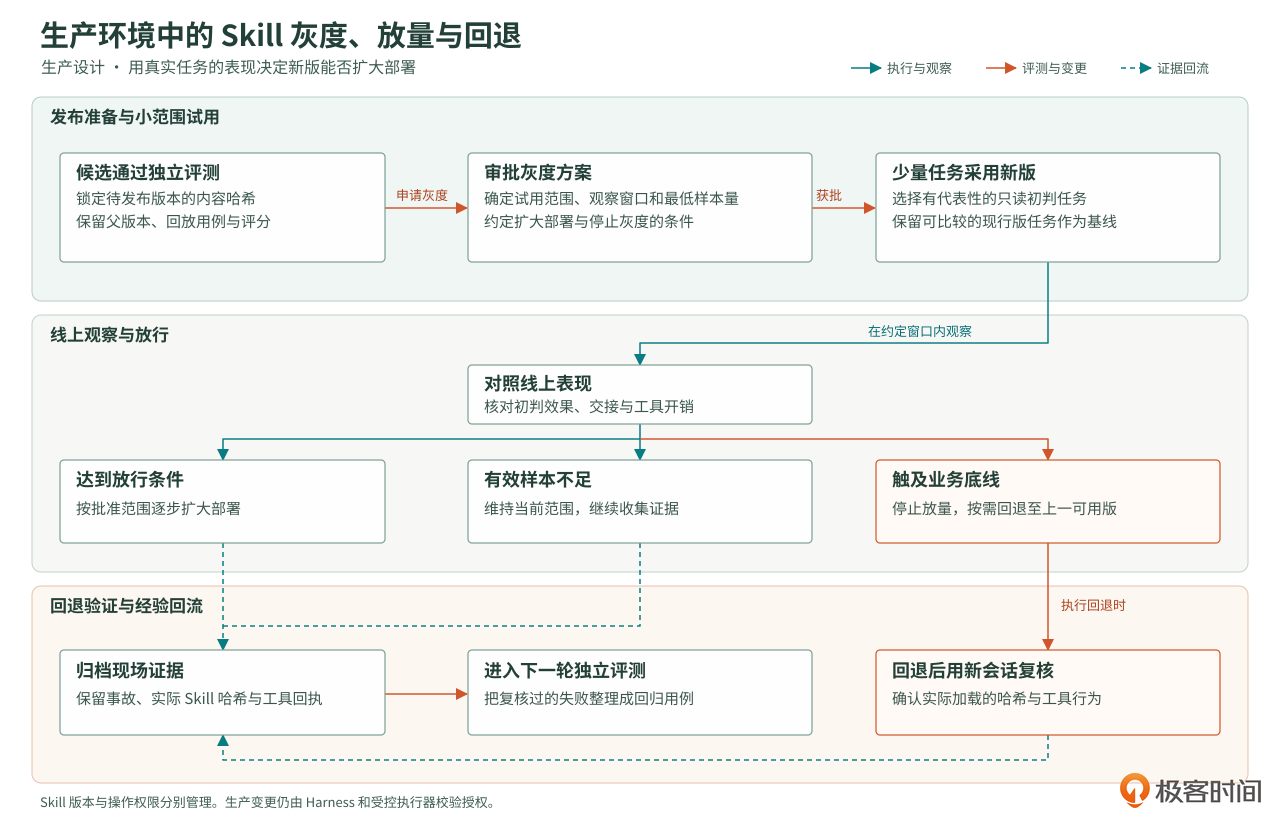 生产环境中的 Skill 灰度、放量与回退
生产设计 · 用真实任务的表现决定新版能否扩大部署
执行与观察
评测与变更
证据回流
发布准备与小范围试用
候选通过独立评测
锁定待发布版本的内容哈希
保留父版本、回放用例与评分
申请灰度
审批灰度方案
确定试用范围、观察窗口和最低样本量
约定扩大部署与停止灰度的条件
获批
少量任务采用新版
选择有代表性的只读初判任务
保留可比较的现行版任务作为基线
线上观察与放行
在约定窗口内观察
对照线上表现
核对初判效果、交接与工具开销
达到放行条件
按批准范围逐步扩大部署
有效样本不足
维持当前范围，继续收集证据
触及业务底线
停止放量，按需回退至上一可用版
回退验证与经验回流
执行回退时
归档现场证据
保留事故、实际 Skill 哈希与工具回执
进入下一轮独立评测
把复核过的失败整理成回归用例
回退后用新会话复核
确认实际加载的哈希与工具行为
Skill 版本与操作权限分别管理。生产变更仍由 Harness 和受控执行器校验授权。
极客时间